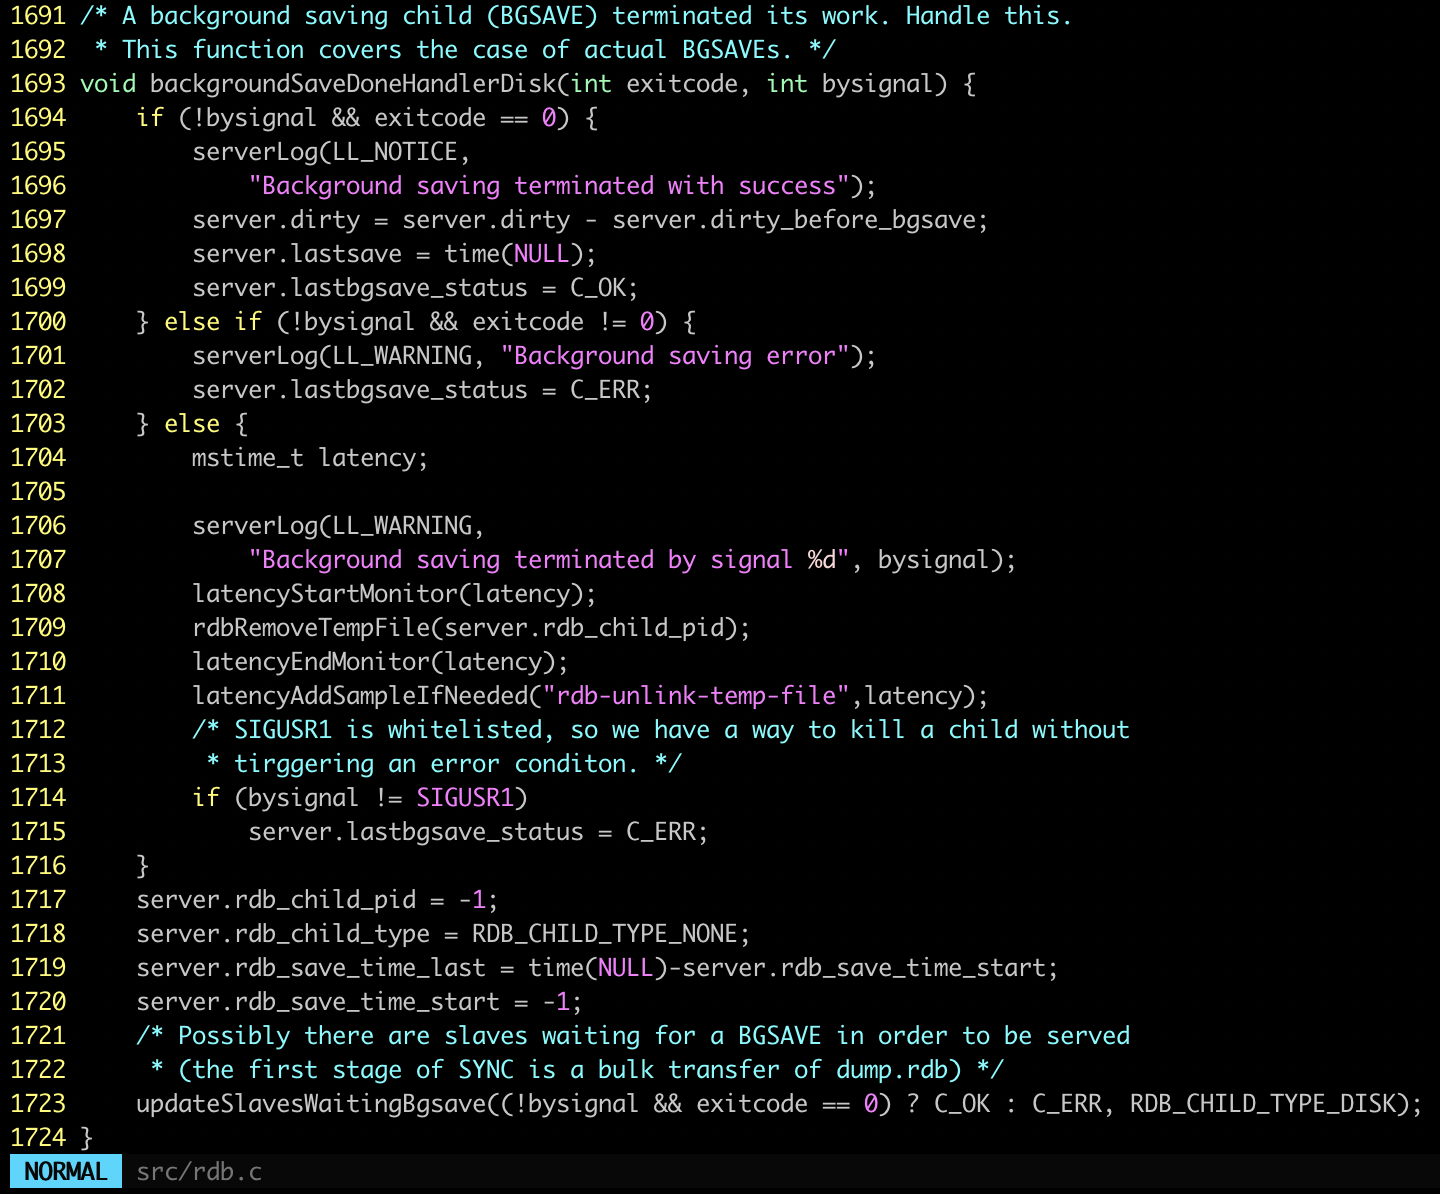 1691 /* A background saving child (BGSAVE) terminated its work. Handle this.
1692  * This function covers the case of actual BGSAVEs. */
1693 void backgroundSaveDoneHandlerDisk(int exitcode, int bysignal) {
1694     if (!bysignal && exitcode == 0) {
1695         serverLog(LL_NOTICE,
1696             "Background saving terminated with success");
1697         server.dirty = server.dirty - server.dirty_before_bgsave;
1698         server.lastsave = time(NULL);
1699         server.lastbgsave_status = C_OK;
1700     } else if (!bysignal && exitcode != 0) {
1701         serverLog(LL_WARNING, "Background saving error");
1702         server.lastbgsave_status = C_ERR;
1703     } else {
1704         mstime_t latency;
1705
1706         serverLog(LL_WARNING,
1707             "Background saving terminated by signal %d", bysignal);
1708         latencyStartMonitor(latency);
1709         rdbRemoveTempFile(server.rdb_child_pid);
1710         latencyEndMonitor(latency);
1711         latencyAddSampleIfNeeded("rdb-unlink-temp-file",latency);
1712         /* SIGUSR1 is whitelisted, so we have a way to kill a child without
1713          * tirggering an error conditon. */
1714         if (bysignal != SIGUSR1)
1715             server.lastbgsave_status = C_ERR;
1716     }
1717     server.rdb_child_pid = -1;
1718     server.rdb_child_type = RDB_CHILD_TYPE_NONE;
1719     server.rdb_save_time_last = time(NULL)-server.rdb_save_time_start;
1720     server.rdb_save_time_start = -1;
1721     /* Possibly there are slaves waiting for a BGSAVE in order to be served
1722      * (the first stage of SYNC is a bulk transfer of dump.rdb) */
1723     updateSlavesWaitingBgsave((!bysignal && exitcode == 0) ? C_OK : C_ERR, RDB_CHILD_TYPE_DISK);
1724 }
NORMAL src/rdb.c